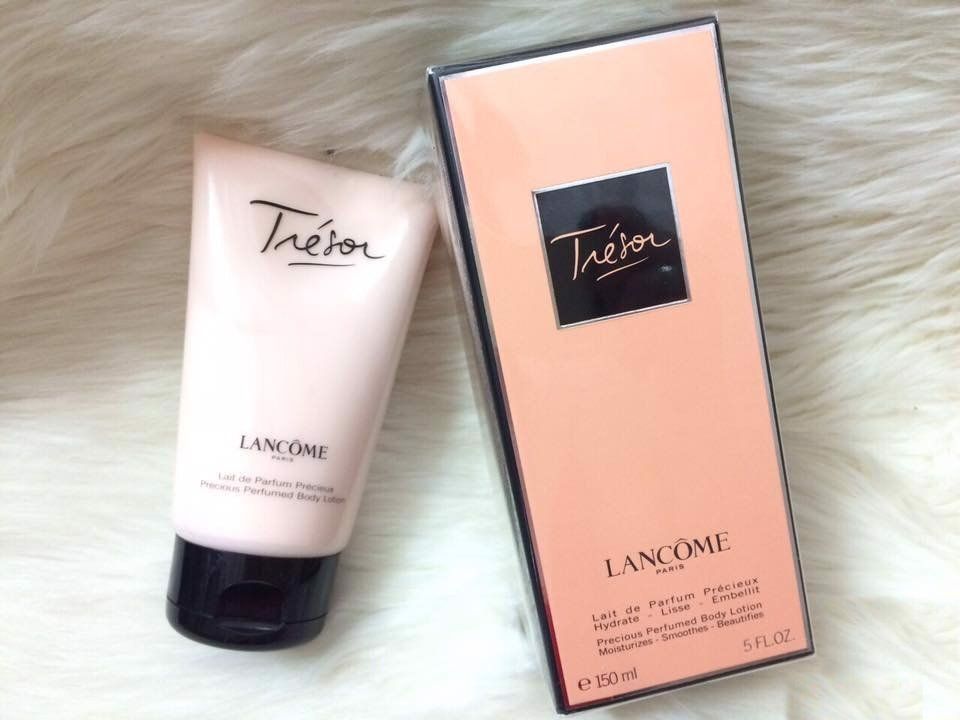 Trésor
LANCÔME
PARIS
Lait de Parfum Précieux
Precious Perfumed Body Lotion
Trésor
LANCÔME
PARIS
Lait de Parfum Précieux
Hydrate - Lisse - Embellit
Precious Perfumed Body Lotion
Moisturizes - Smoothes - Beautifies
e 150 ml 5 FL.OZ.